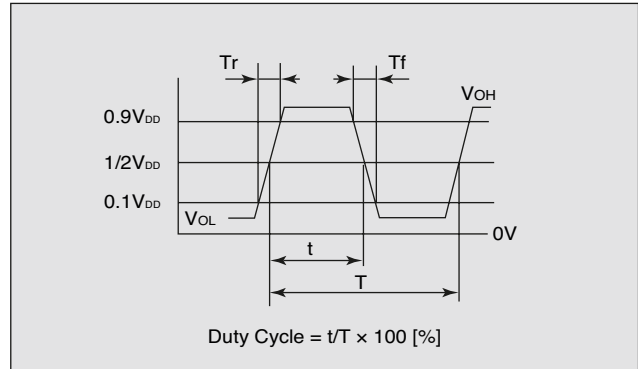 Tr Tf
VOH
0.9VDD
1/2VDD
0.1VDD
VOL
0V
t
T
Duty Cycle = t/T × 100 [%]